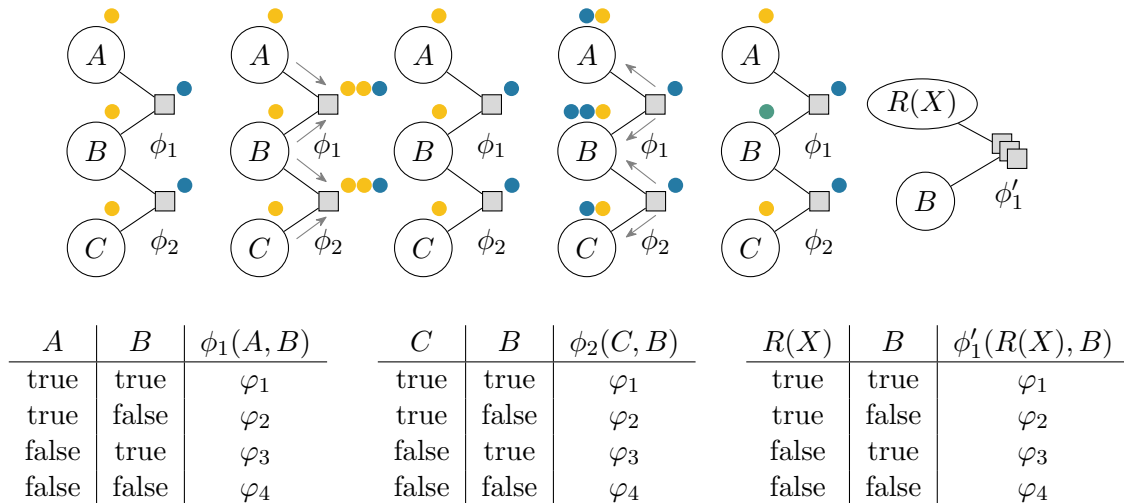 A A A A A
R(X)
ϕ₁ ϕ₁ ϕ₁ ϕ₁ ϕ₁
B B B B B
ϕ′₁
B
ϕ₂ ϕ₂ ϕ₂ ϕ₂ ϕ₂
C C C A C
A B ϕ₁(A, B)
true true φ₁
true false φ₂
false true φ₃
false false φ₄
C B ϕ₂(C, B)
true true φ₁
true false φ₂
false true φ₃
false false φ₄
R(X) B ϕ′₁(R(X), B)
true true φ₁
true false φ₂
false true φ₃
false false φ₄